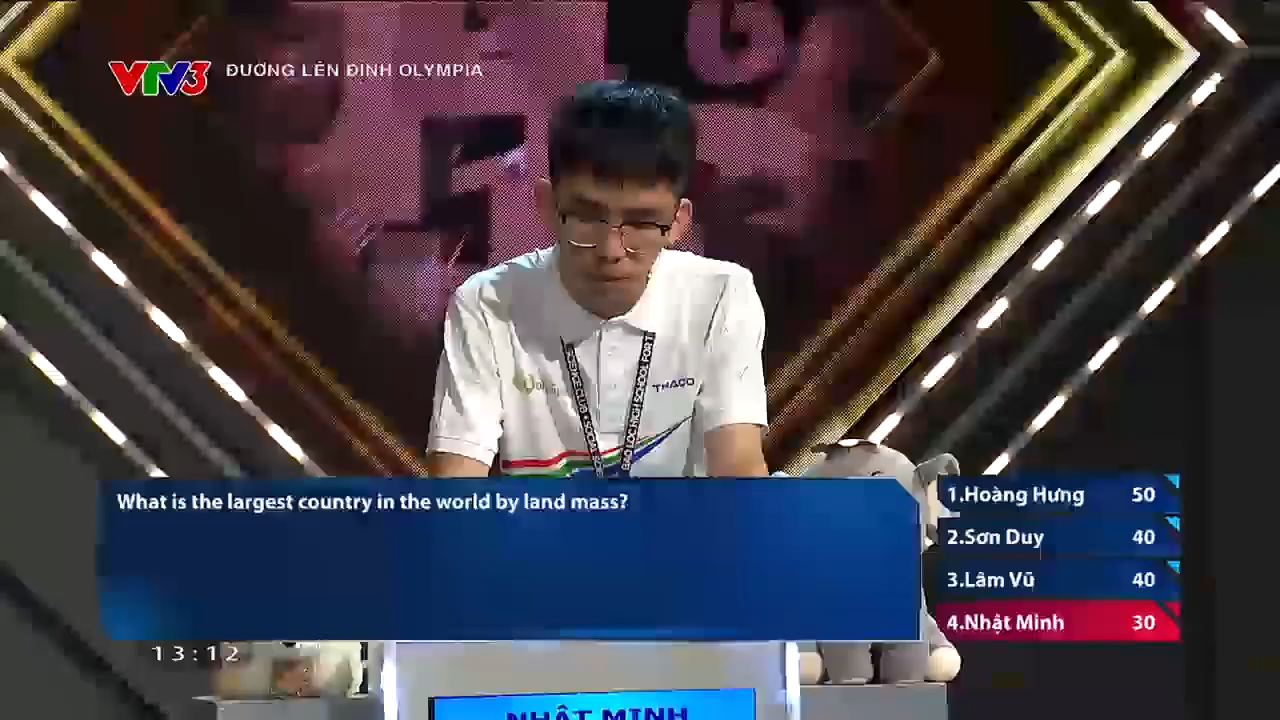 VTV3 ĐƯỜNG LÊN ĐỈNH OLYMPIA
THACO
What is the largest country in the world by land mass?
1.Hoàng Hưng 50
2.Sơn Duy 40
3.Lâm Vũ 40
4.Nhật Minh 30
13:12
NHẬT MINH